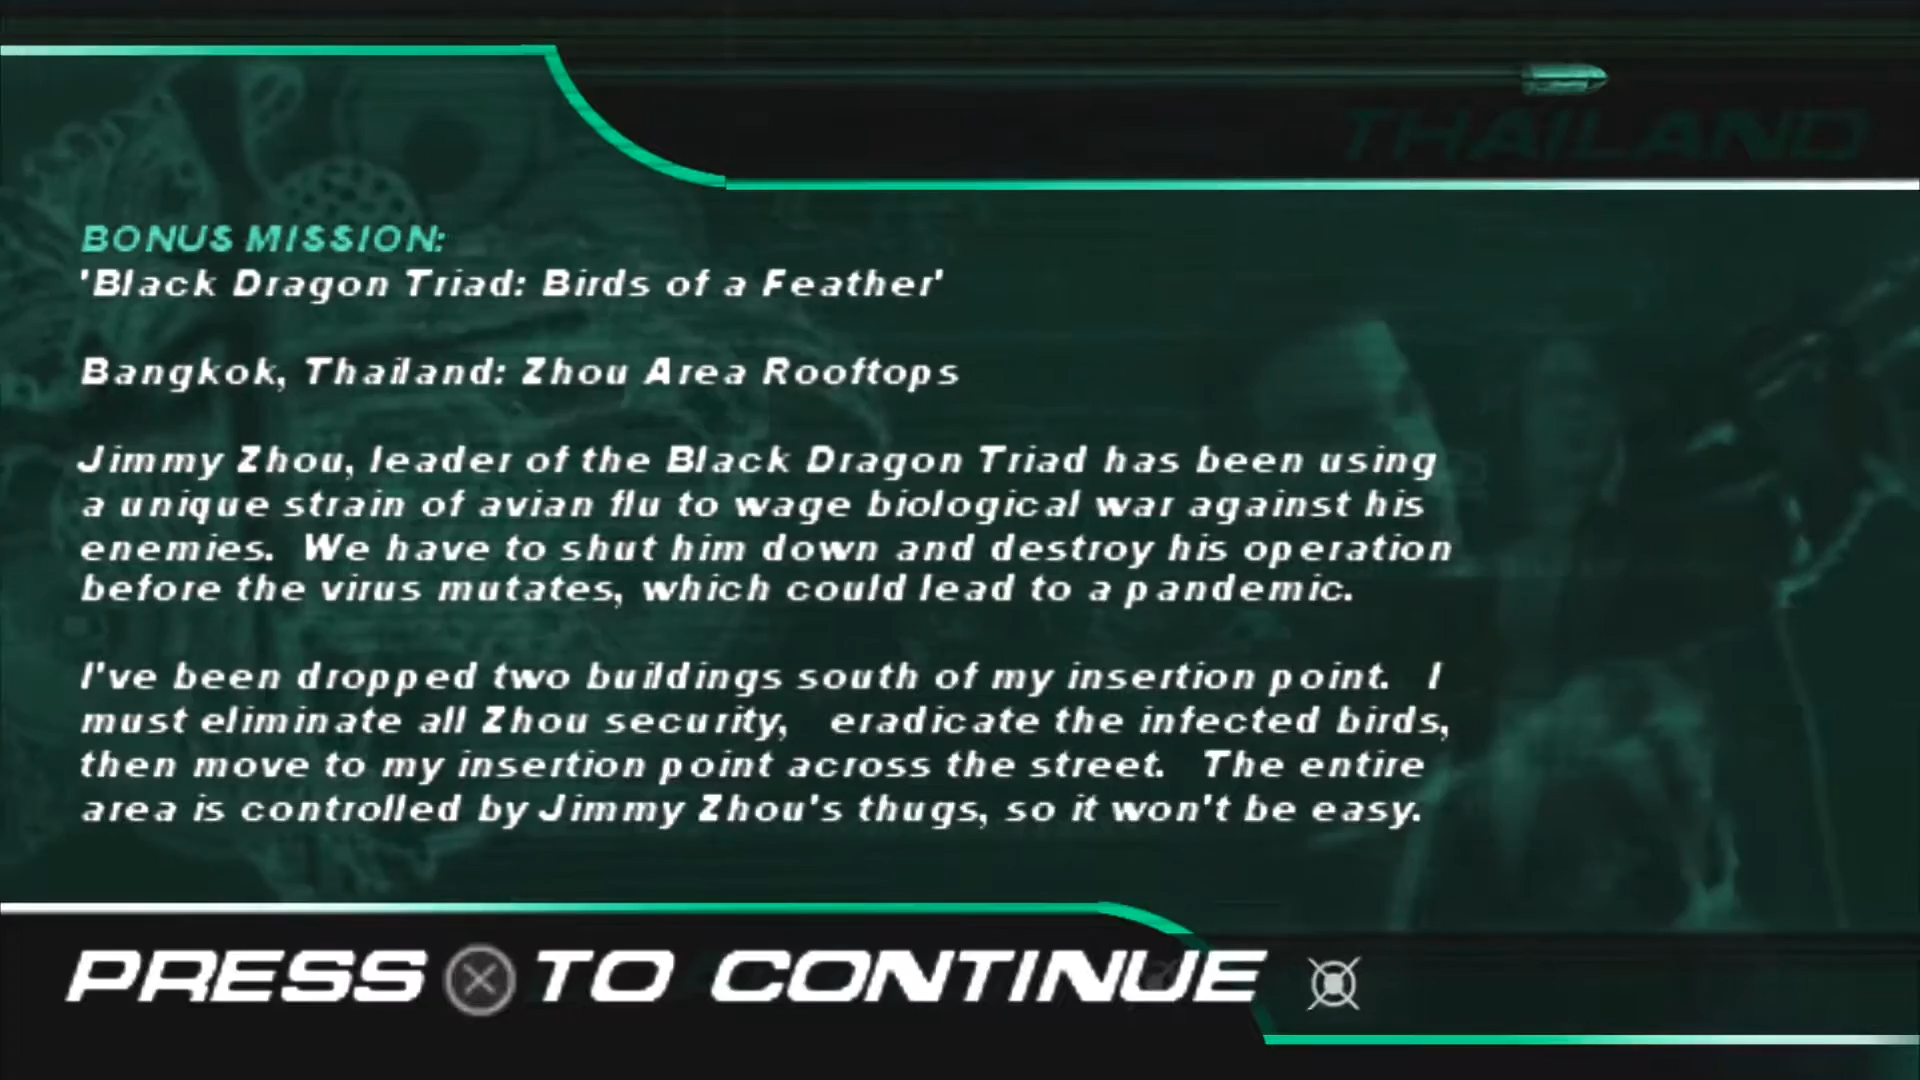 THAILAND
BONUS MISSION:
'Black Dragon Triad: Birds of a Feather'
Bangkok, Thailand: Zhou Area Rooftops
Jimmy Zhou, leader of the Black Dragon Triad has been using
a unique strain of avian flu to wage biological war against his
enemies. We have to shut him down and destroy his operation
before the virus mutates, which could lead to a pandemic.
I've been dropped two buildings south of my insertion point. I
must eliminate all Zhou security, eradicate the infected birds,
then move to my insertion point across the street. The entire
area is controlled by Jimmy Zhou's thugs, so it won't be easy.
PRESS TO CONTINUE